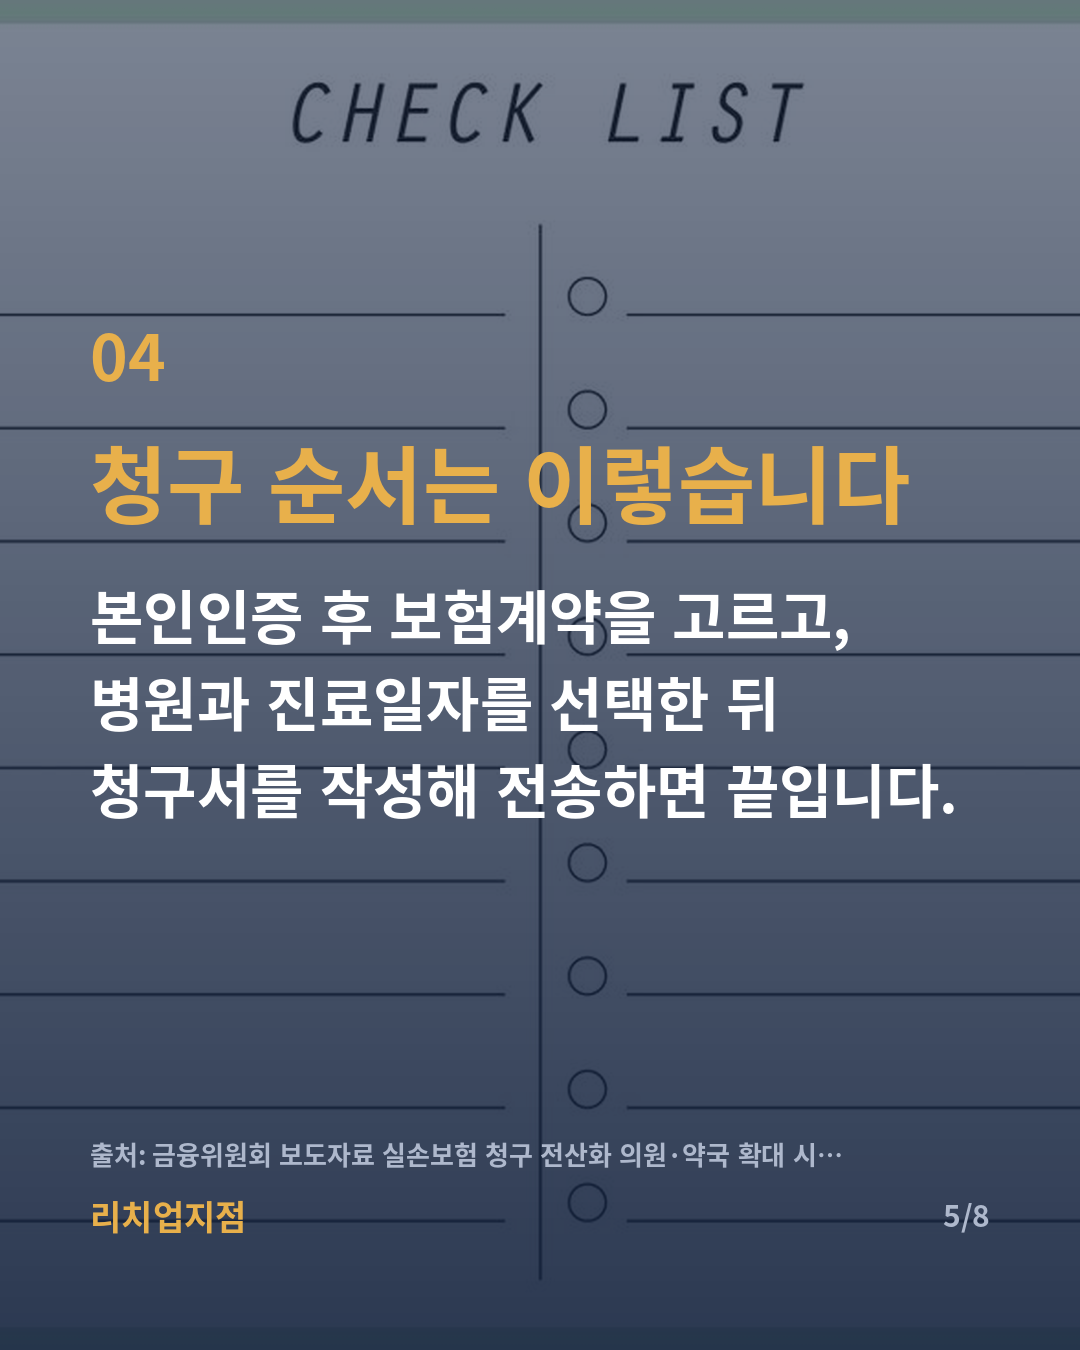 CHECK LIST
04
청구 순서는 이렇습니다
본인인증 후 보험계약을 고르고,
병원과 진료일자를 선택한 뒤
청구서를 작성해 전송하면 끝입니다.
출처: 금융위원회 보도자료 실손보험 청구 전산화 의원·약국 확대 시…
리치업지점
5/8